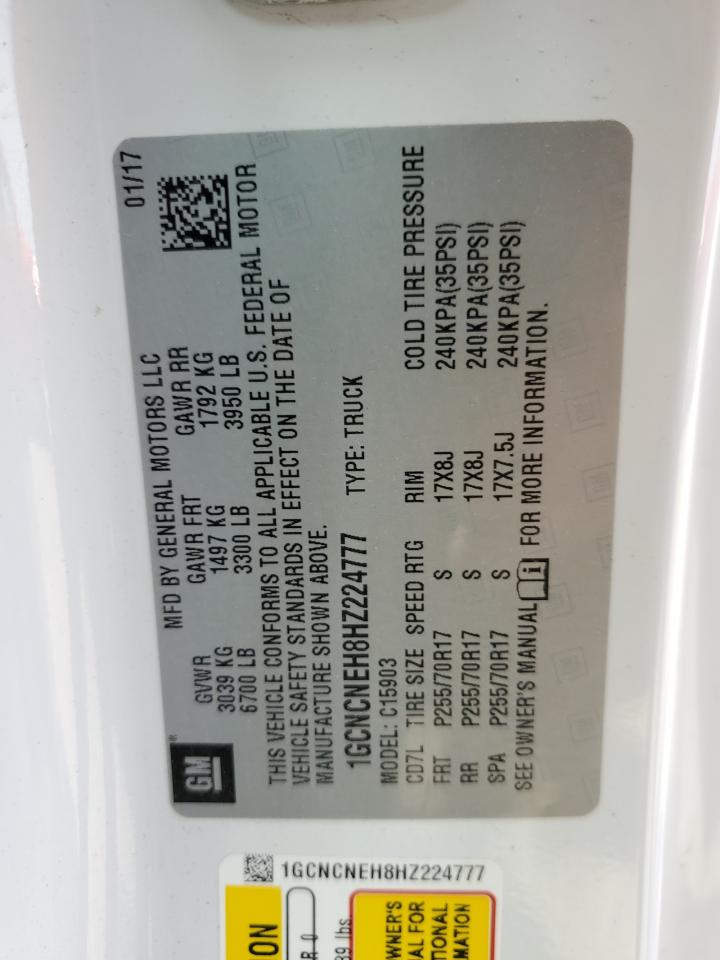 MFD BY GENERAL MOTORS LLC 01/17
GM ®
GVWR GAWR FRT GAWR RR
3039 KG 1497 KG 1792 KG
6700 LB 3300 LB 3950 LB
THIS VEHICLE CONFORMS TO ALL APPLICABLE U.S. FEDERAL MOTOR
VEHICLE SAFETY STANDARDS IN EFFECT ON THE DATE OF
MANUFACTURE SHOWN ABOVE.
1GCNCNEH8HZ224777 TYPE: TRUCK
MODEL: C15903
CD7L TIRE SIZE SPEED RTG RIM COLD TIRE PRESSURE
FRT P255/70R17 S 17X8J 240KPA(35PSI)
RR P255/70R17 S 17X8J 240KPA(35PSI)
SPA P255/70R17 S 17X7.5J 240KPA(35PSI)
SEE OWNER'S MANUAL i FOR MORE INFORMATION.
1GCNCNEH8HZ224777
ON
R 0
39 lbs.
WNER'S
AL FOR
TIONAL
MATION